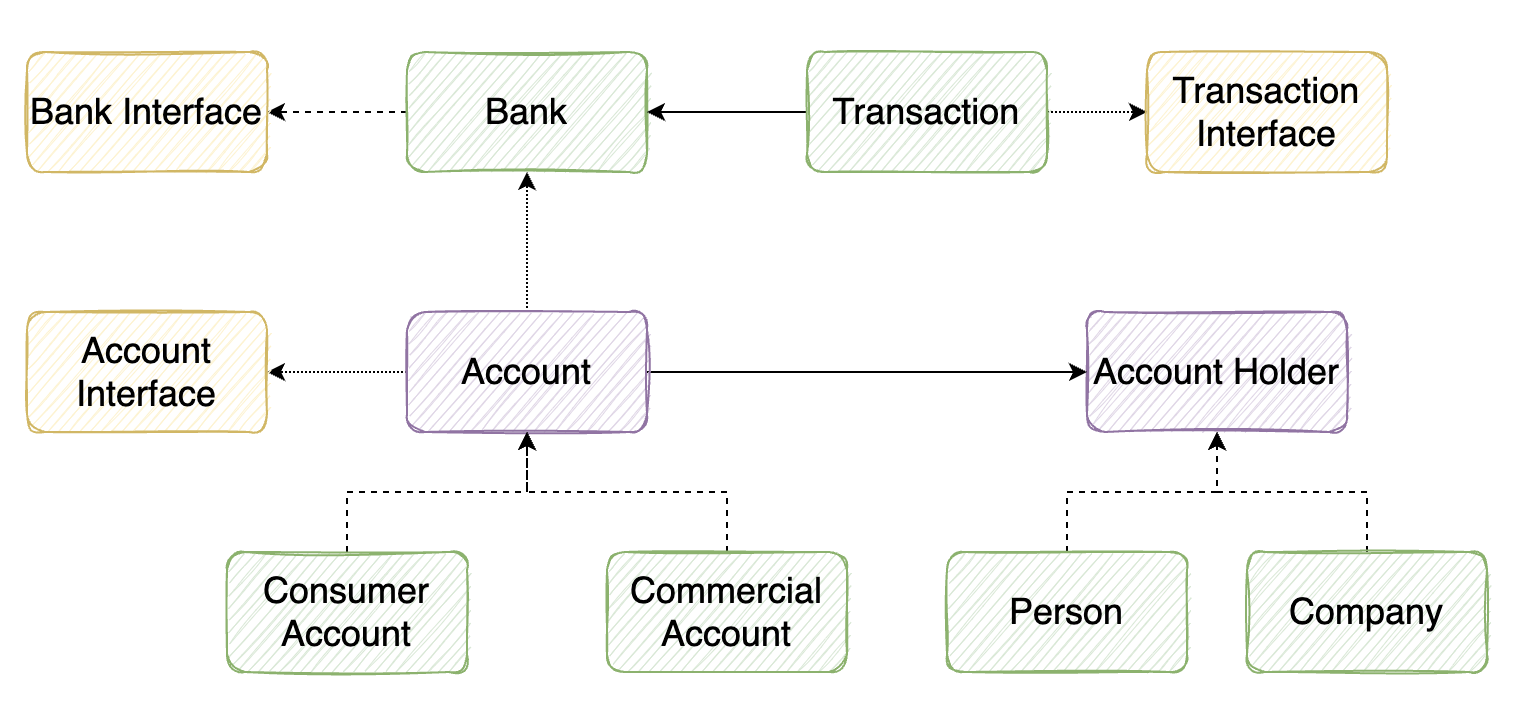 Bank Interface
Bank
Transaction
Transaction
Interface
Account
Interface
Account
Account Holder
Consumer
Account
Commercial
Account
Person
Company